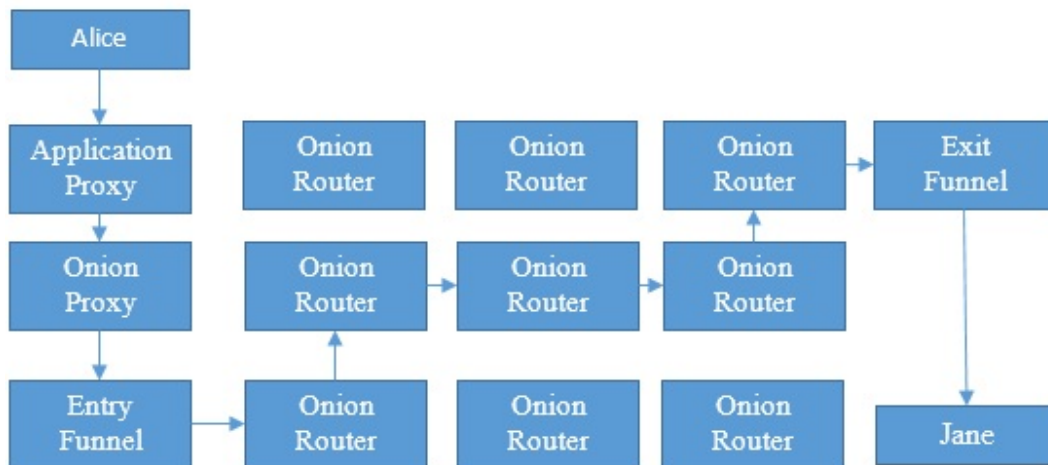 Alice
Application
Proxy
Onion
Router
Onion
Router
Onion
Router
Exit
Funnel
Onion
Proxy
Onion
Router
Onion
Router
Onion
Router
Entry
Funnel
Onion
Router
Onion
Router
Onion
Router
Jane